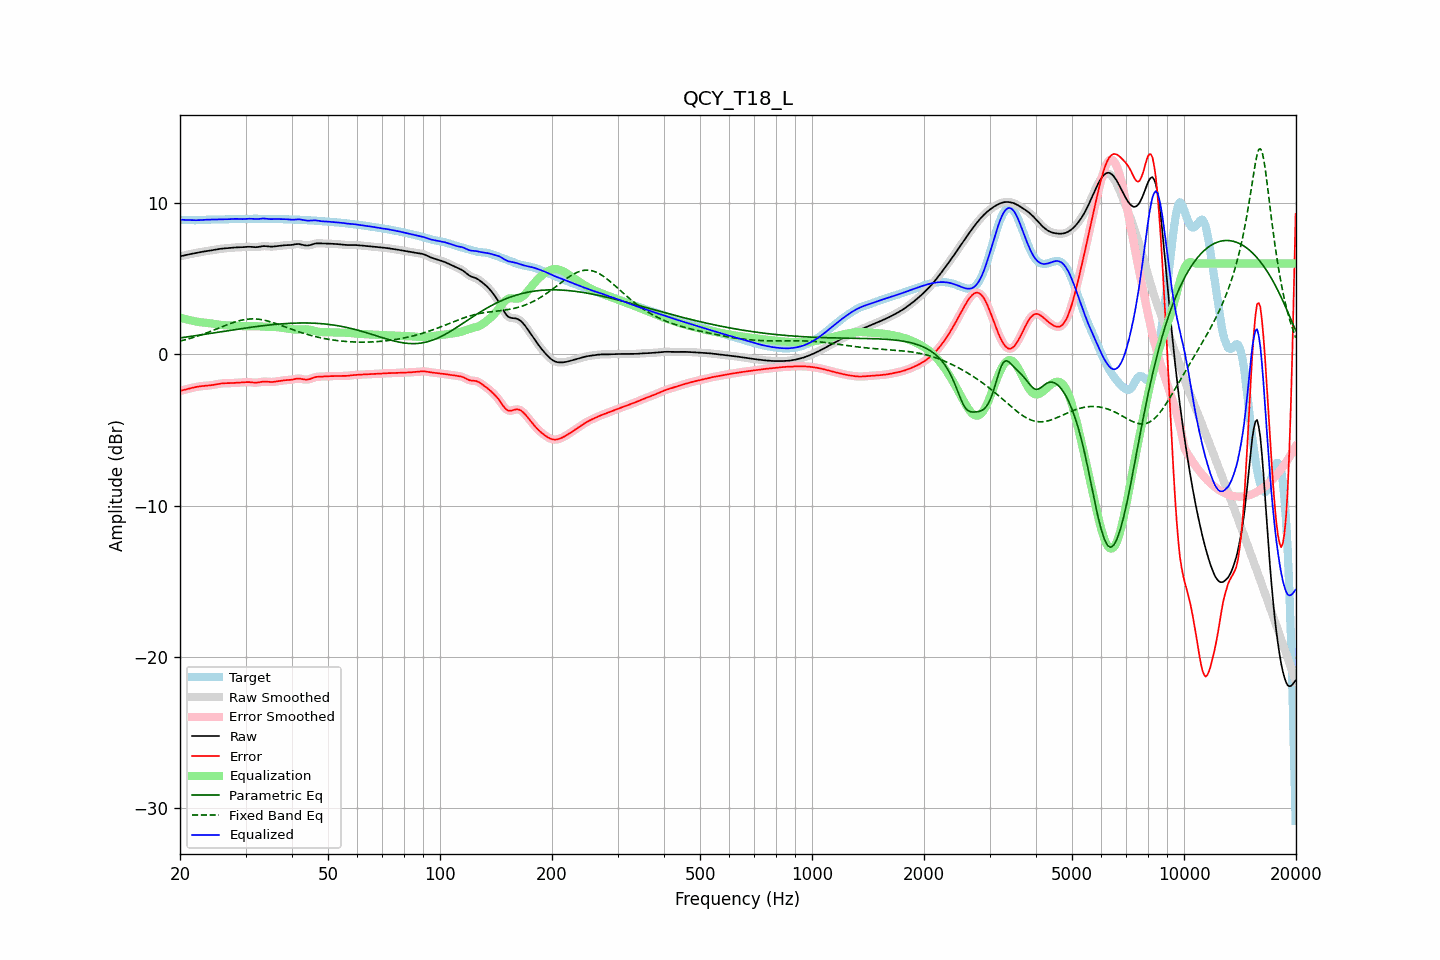 QCY_T18_L
Amplitude (dBr)
10
0
−10
−20
−30
Target
Raw Smoothed
Error Smoothed
Raw
Error
Equalization
Parametric Eq
Fixed Band Eq
Equalized
20 50 100 200 500 1000 2000 5000 10000 20000
Frequency (Hz)